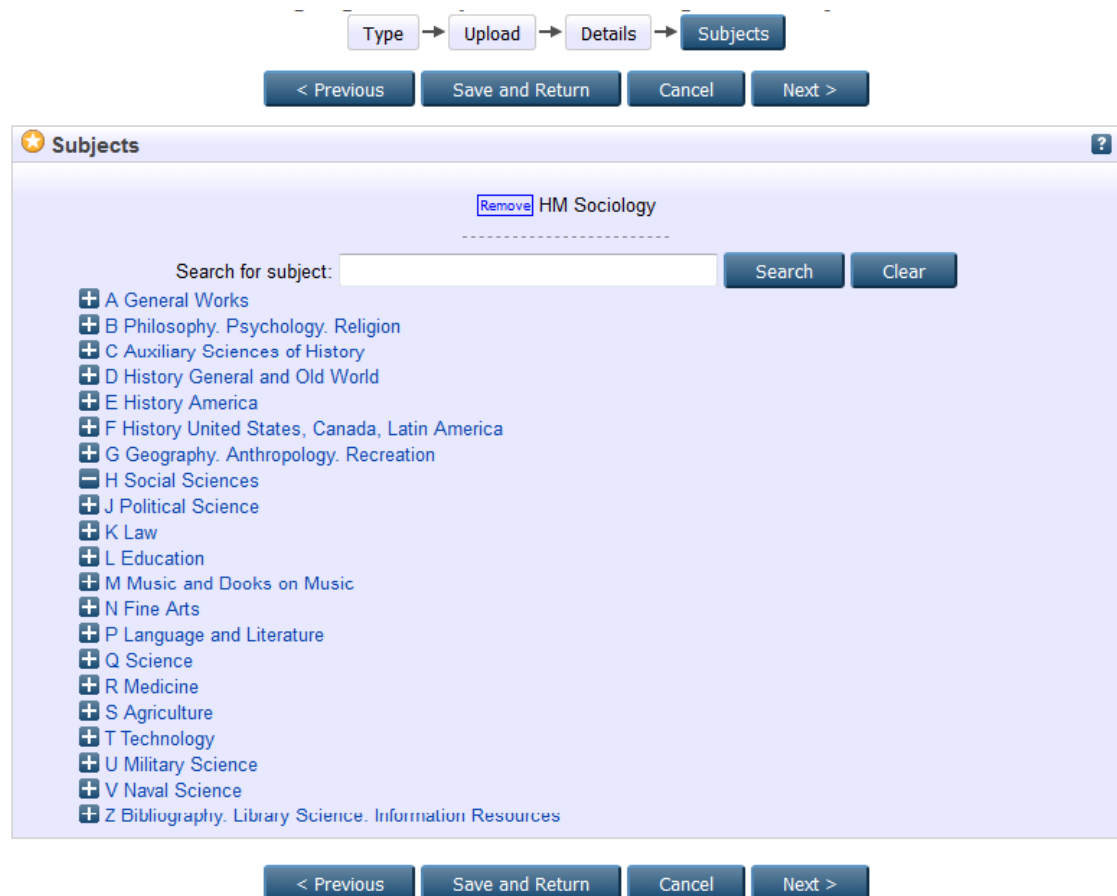 Type → Upload → Details → Subjects
< Previous Save and Return Cancel Next >
Subjects ?
Remove HM Sociology
Search for subject: Search Clear
A General Works
B Philosophy. Psychology. Religion
C Auxiliary Sciences of History
D History General and Old World
E History America
F History United States, Canada, Latin America
G Geography. Anthropology. Recreation
H Social Sciences
J Political Science
K Law
L Education
M Music and Books on Music
N Fine Arts
P Language and Literature
Q Science
R Medicine
S Agriculture
T Technology
U Military Science
V Naval Science
Z Bibliography. Library Science. Information Resources
< Previous Save and Return Cancel Next >